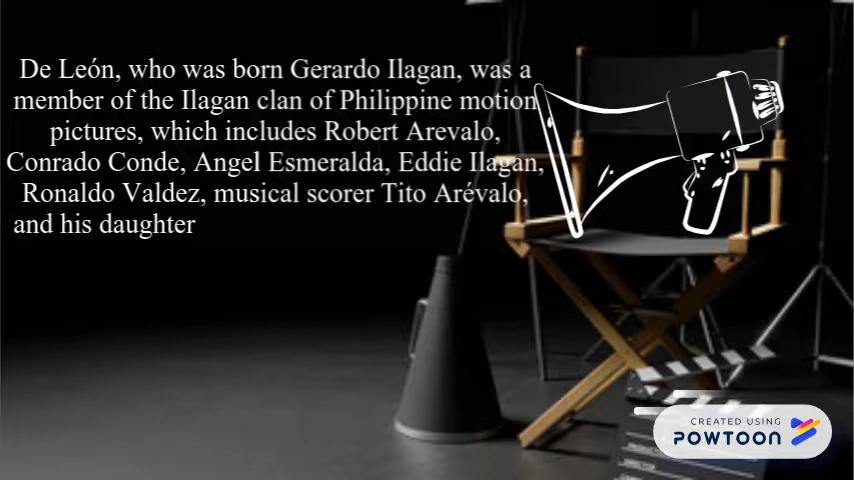 De León, who was born Gerardo Ilagan, was a
member of the Ilagan clan of Philippine motion
pictures, which includes Robert Arevalo,
Conrado Conde, Angel Esmeralda, Eddie Ilagan,
Ronaldo Valdez, musical scorer Tito Arévalo,
and his daughter
CREATED USING
POWTOON